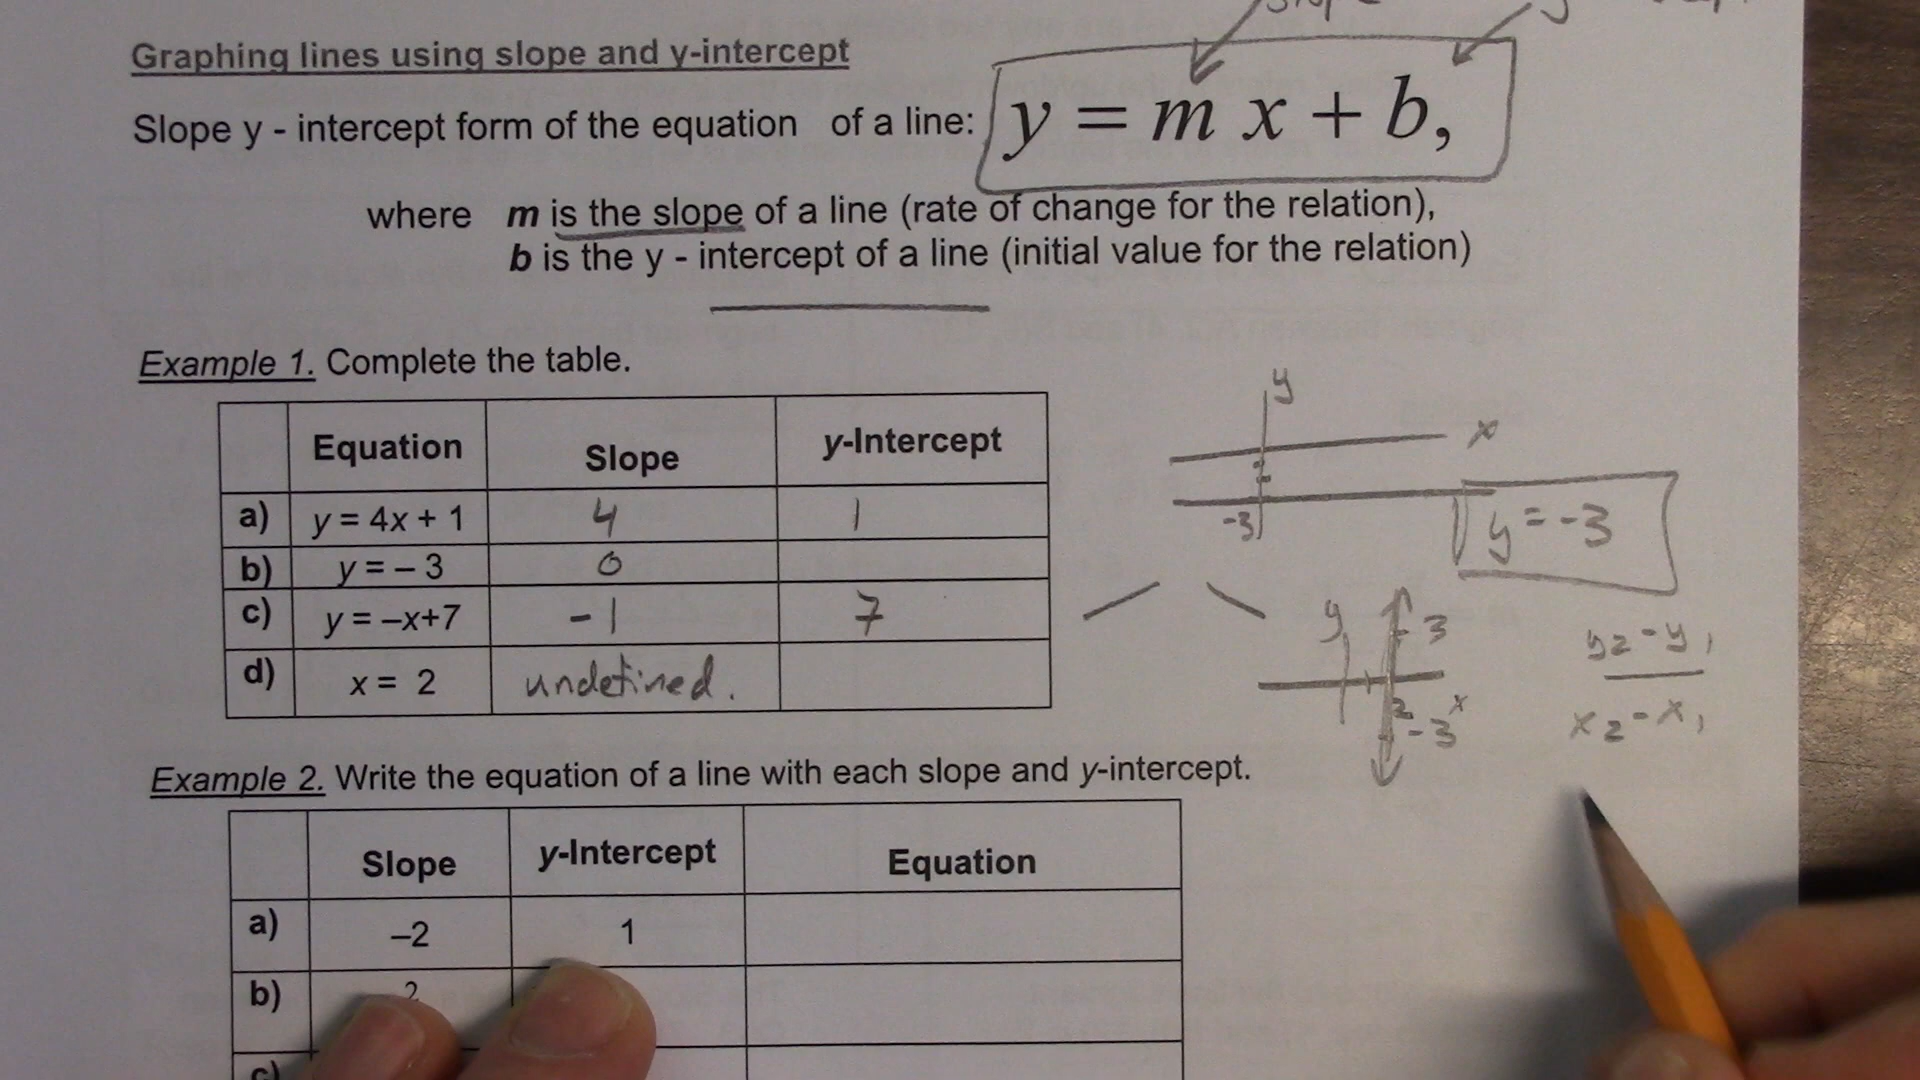 Graphing lines using slope and y-intercept
Slope y - intercept form of the equation of a line: y = m x + b,
where m is the slope of a line (rate of change for the relation),
b is the y - intercept of a line (initial value for the relation)
Example 1. Complete the table.
Equation Slope y-Intercept
a) y = 4x + 1 4 1
b) y = – 3 0
c) y = –x+7 -1 7
d) x = 2 undefined.
y
x
-3
y = -3
y 3
2 x
-3
y2 - y1
x2 - x1
Example 2. Write the equation of a line with each slope and y-intercept.
Slope y-Intercept Equation
a) –2 1
b) 2
c)